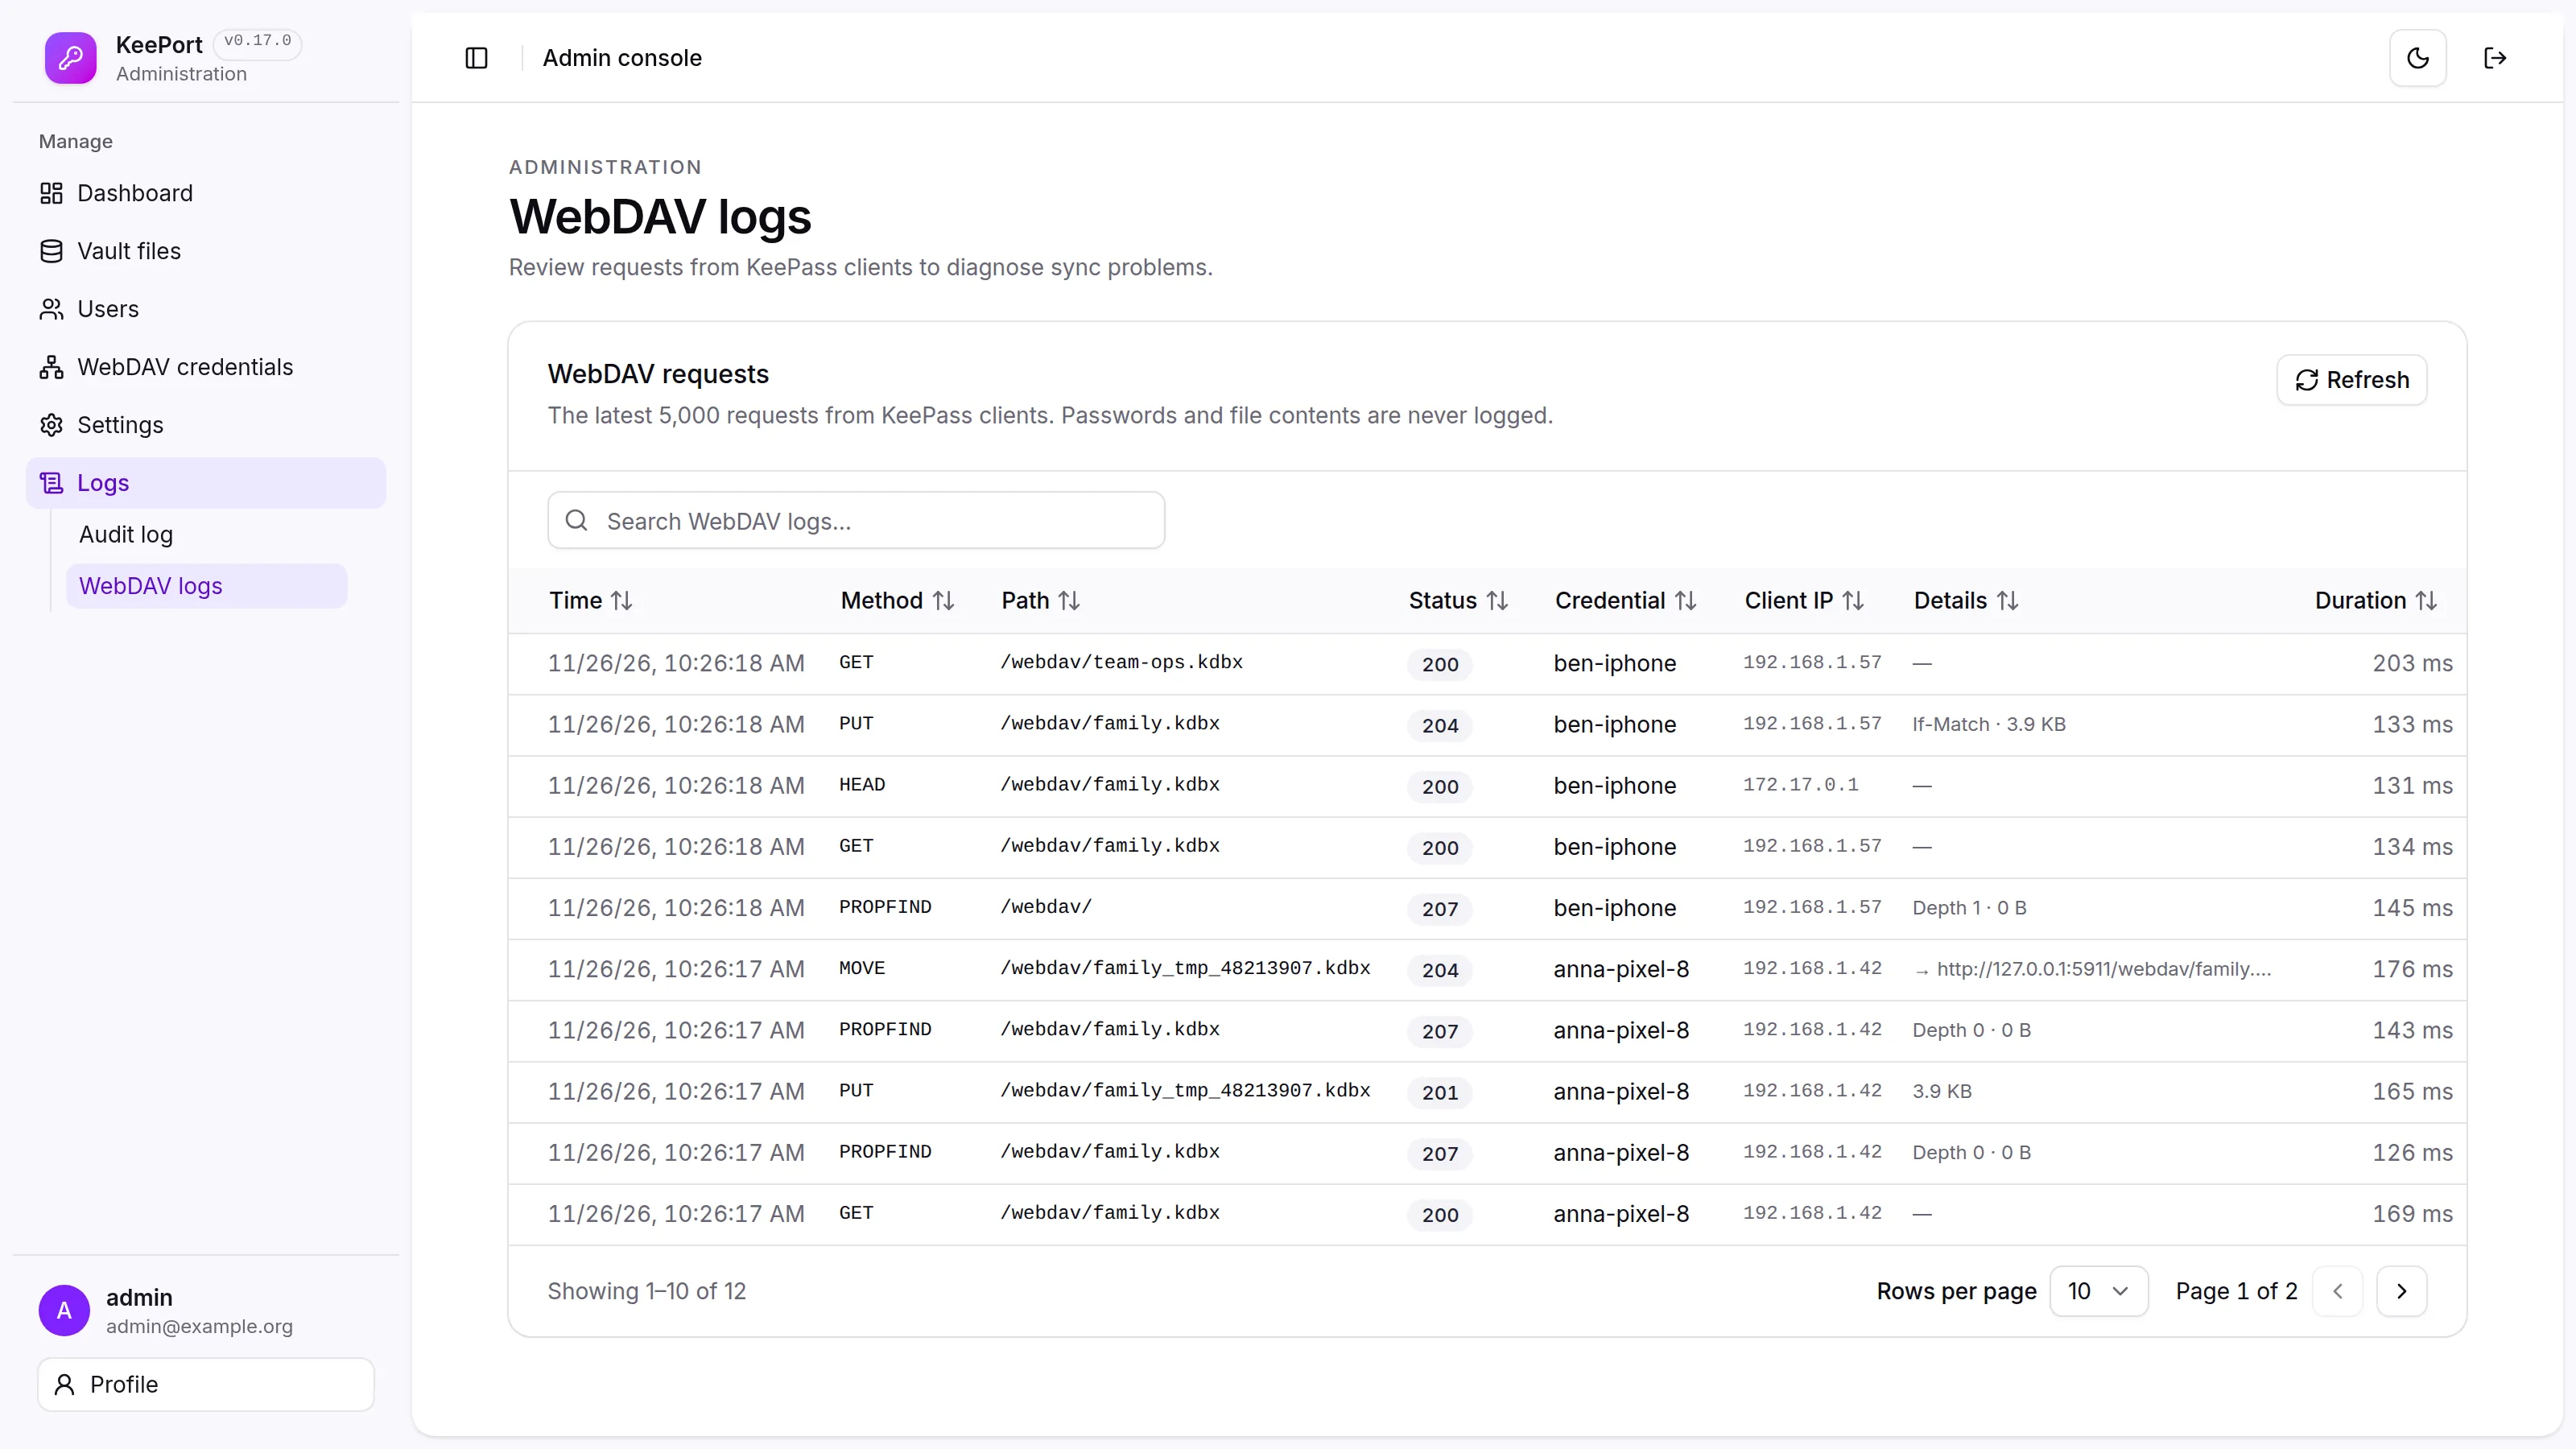 KeePort v0.17.0
Administration
Manage
Dashboard
Vault files
Users
WebDAV credentials
Settings
Logs
Audit log
WebDAV logs
A
admin
admin@example.org
Profile
Admin console
ADMINISTRATION
WebDAV logs
Review requests from KeePass clients to diagnose sync problems.
WebDAV requests
The latest 5,000 requests from KeePass clients. Passwords and file contents are never logged.
Refresh
Search WebDAV logs...
Time Method Path Status Credential Client IP Details Duration
11/26/26, 10:26:18 AM GET /webdav/team-ops.kdbx 200 ben-iphone 192.168.1.57 — 203 ms
11/26/26, 10:26:18 AM PUT /webdav/family.kdbx 204 ben-iphone 192.168.1.57 If-Match · 3.9 KB 133 ms
11/26/26, 10:26:18 AM HEAD /webdav/family.kdbx 200 ben-iphone 172.17.0.1 — 131 ms
11/26/26, 10:26:18 AM GET /webdav/family.kdbx 200 ben-iphone 192.168.1.57 — 134 ms
11/26/26, 10:26:18 AM PROPFIND /webdav/ 207 ben-iphone 192.168.1.57 Depth 1 · 0 B 145 ms
11/26/26, 10:26:17 AM MOVE /webdav/family_tmp_48213907.kdbx 204 anna-pixel-8 192.168.1.42 → http://127.0.0.1:5911/webdav/family.... 176 ms
11/26/26, 10:26:17 AM PROPFIND /webdav/family.kdbx 207 anna-pixel-8 192.168.1.42 Depth 0 · 0 B 143 ms
11/26/26, 10:26:17 AM PUT /webdav/family_tmp_48213907.kdbx 201 anna-pixel-8 192.168.1.42 3.9 KB 165 ms
11/26/26, 10:26:17 AM PROPFIND /webdav/family.kdbx 207 anna-pixel-8 192.168.1.42 Depth 0 · 0 B 126 ms
11/26/26, 10:26:17 AM GET /webdav/family.kdbx 200 anna-pixel-8 192.168.1.42 — 169 ms
Showing 1–10 of 12 Rows per page 10 Page 1 of 2